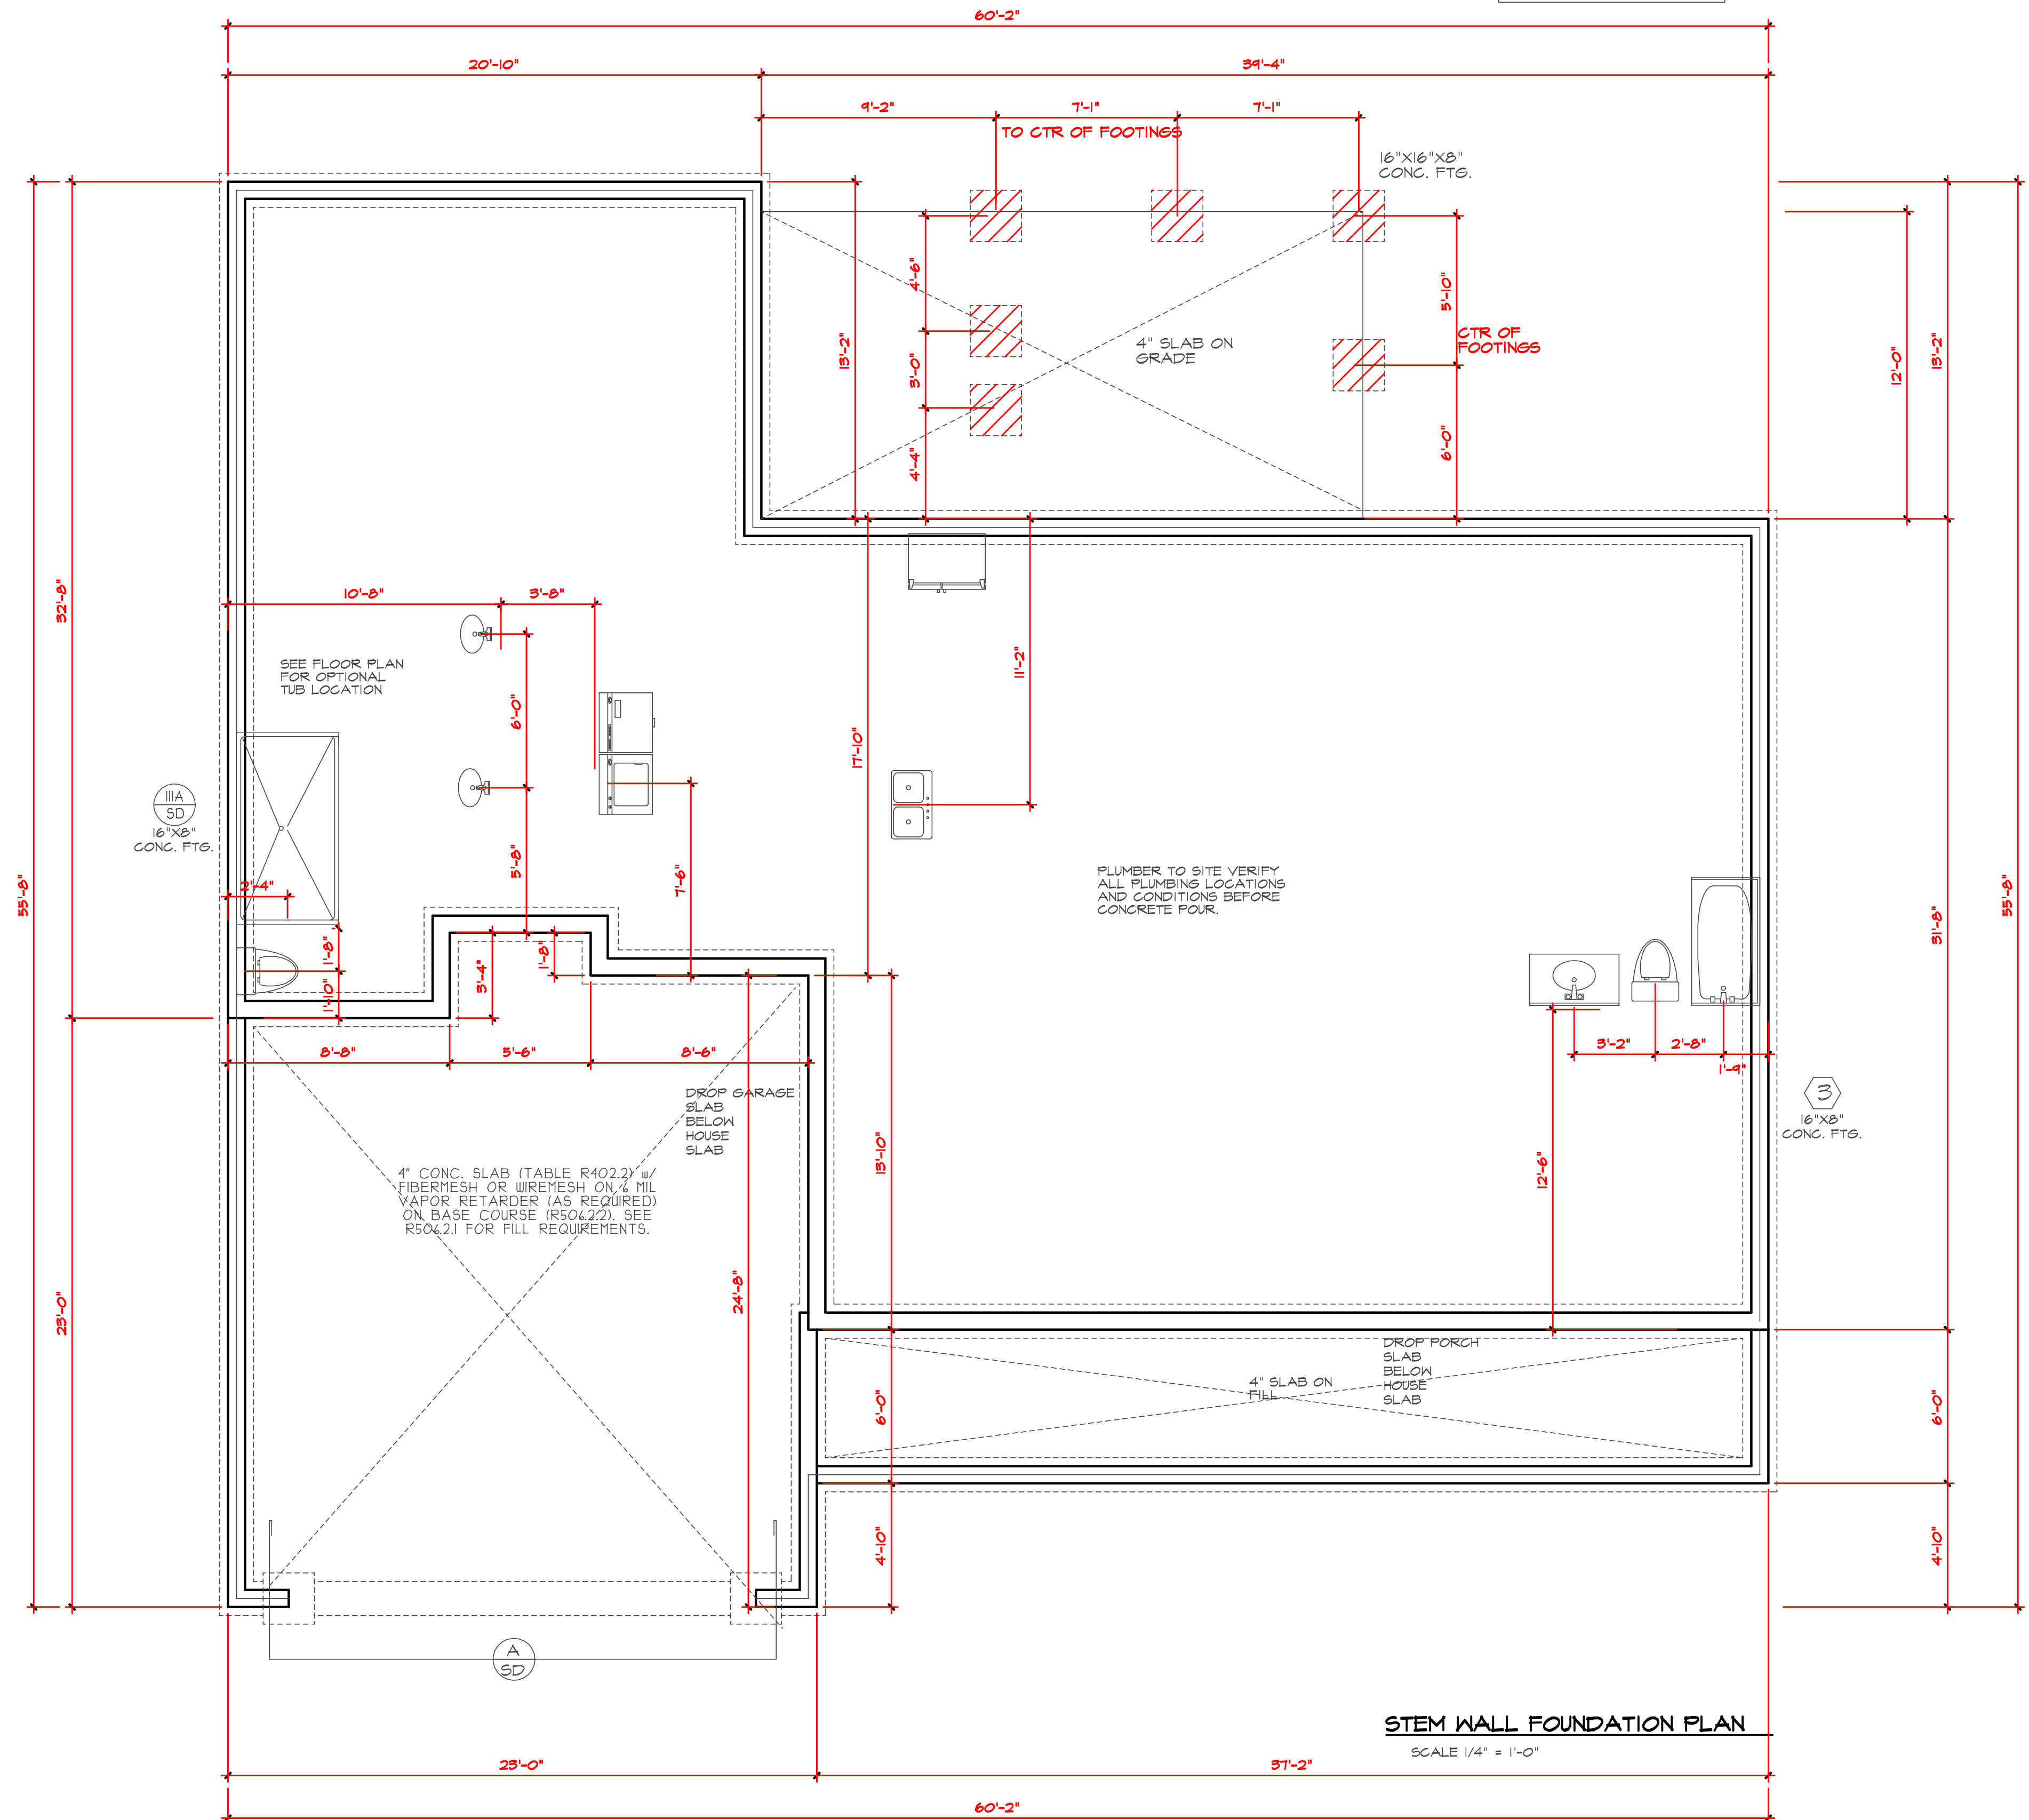 60'-2"
20'-10"
39'-4"
9'-2"
7'-1"
7'-1"
TO CTR OF FOOTINGS
16"X16"X8"
CONC. FTG.
4'-6"
5'-10"
13'-2"
13'-2"
12'-0"
CTR OF
FOOTINGS
4" SLAB ON
GRADE
3'-0"
4'-4"
6'-0"
32'-8"
10'-8"
3'-8"
SEE FLOOR PLAN
FOR OPTIONAL
TUB LOCATION
6'-0"
11'-2"
17'-10"
IIIA
SD
16"X8"
CONC. FTG.
5'-8"
7'-6"
2'-4"
55'-8"
PLUMBER TO SITE VERIFY
ALL PLUMBING LOCATIONS
AND CONDITIONS BEFORE
CONCRETE POUR.
31'-8"
55'-8"
1'-8"
1'-8"
3'-4"
1'-10"
8'-8"
5'-6"
8'-6"
3'-2"
2'-8"
1'-9"
3
16"X8"
CONC. FTG.
DROP GARAGE
SLAB
BELOW
HOUSE
SLAB
13'-10"
12'-6"
4" CONC. SLAB (TABLE R402.2) W/
FIBERMESH OR WIREMESH ON 6 MIL
VAPOR RETARDER (AS REQUIRED)
ON BASE COURSE (R506.2.2). SEE
R506.2.1 FOR FILL REQUIREMENTS.
24'-8"
23'-0"
DROP PORCH
SLAB
BELOW
HOUSE
SLAB
4" SLAB ON
FILL
6'-0"
6'-0"
4'-10"
4'-10"
A
SD
STEM WALL FOUNDATION PLAN
SCALE 1/4" = 1'-0"
23'-0"
37'-2"
60'-2"